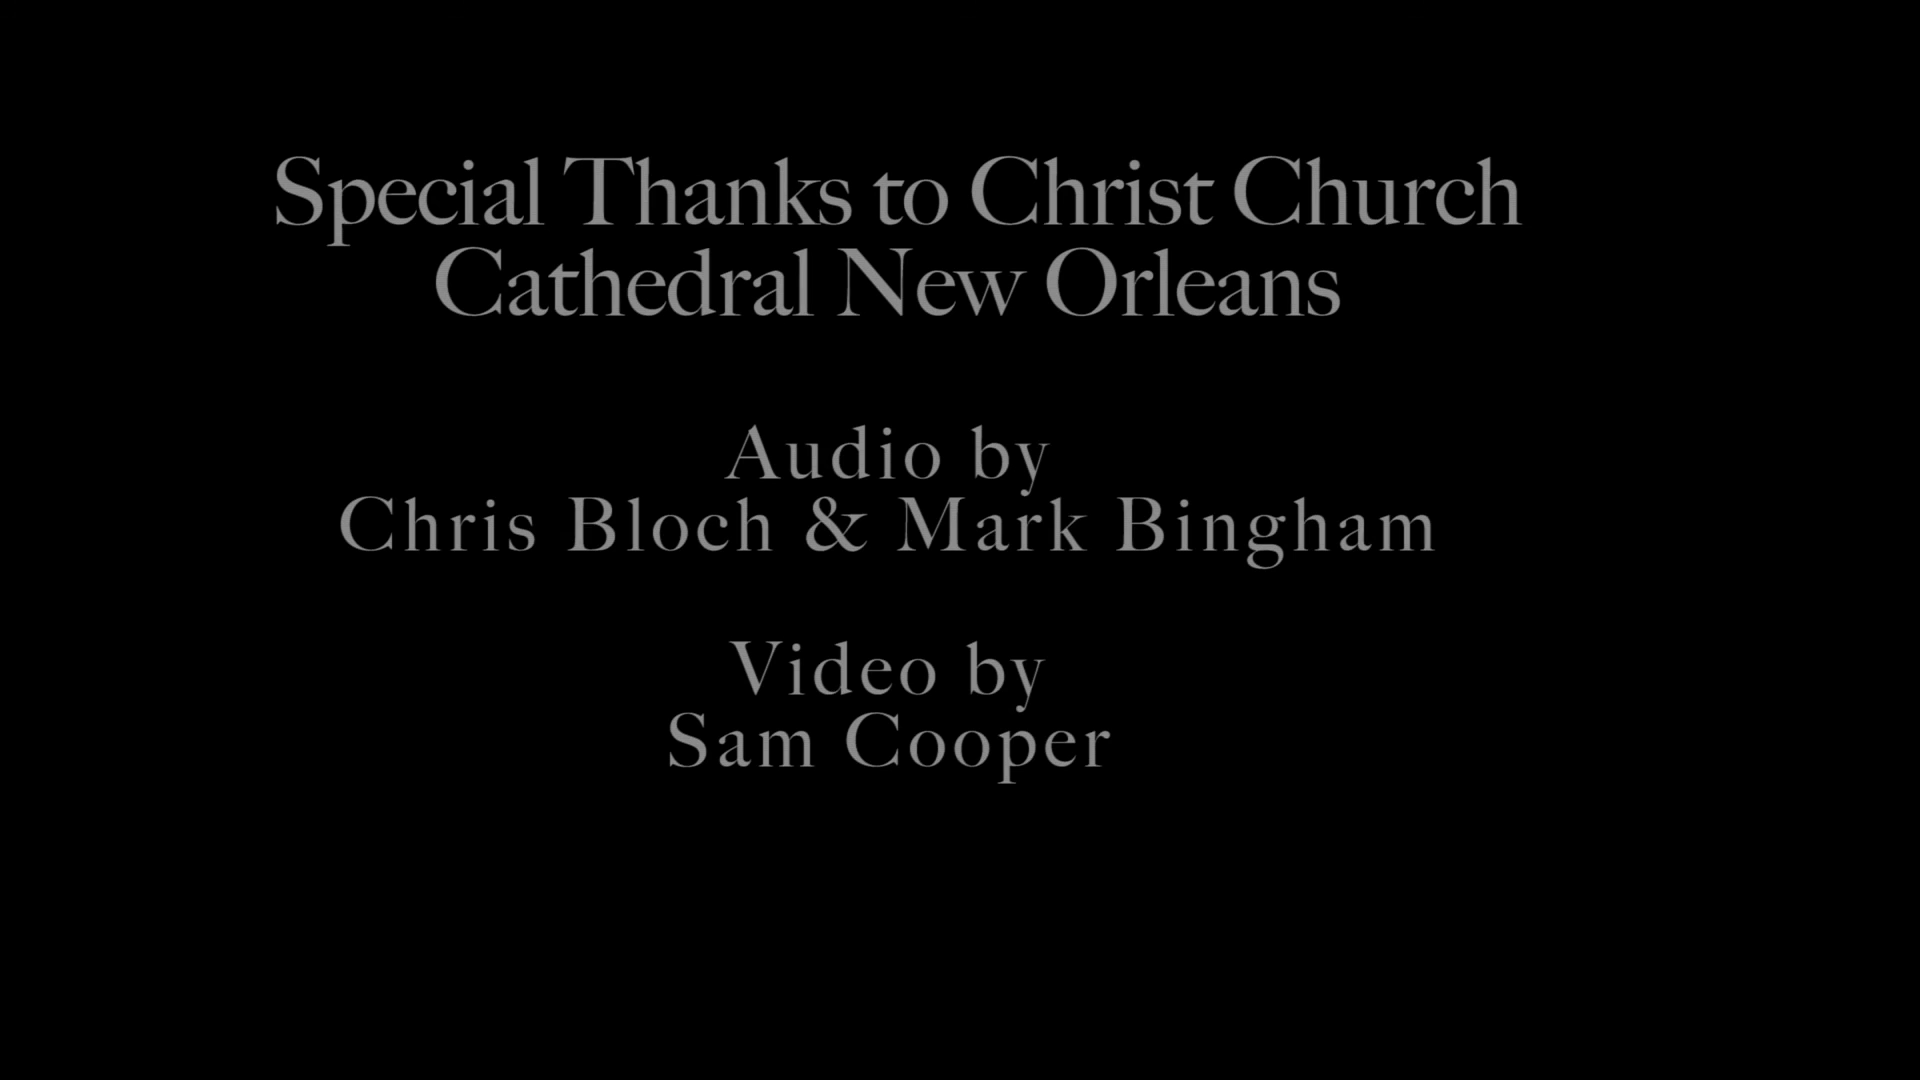 Special Thanks to Christ Church
Cathedral New Orleans
Audio by
Chris Bloch & Mark Bingham
Video by
Sam Cooper